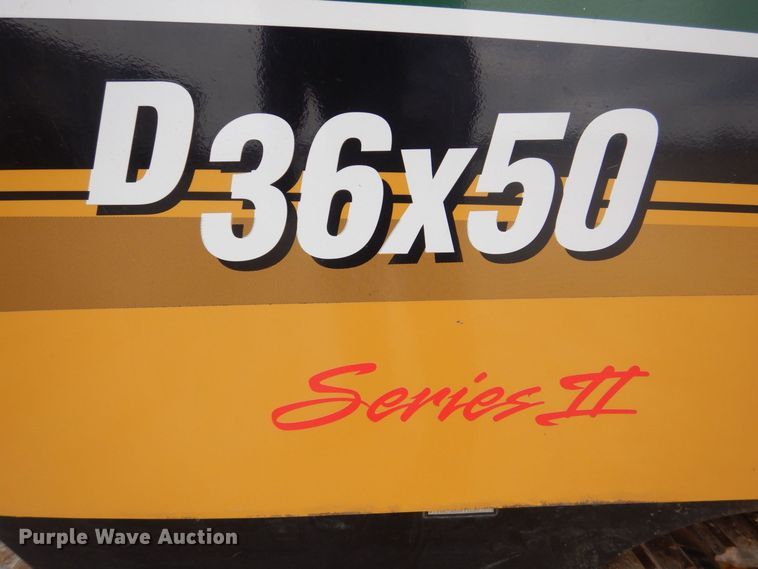 D36x50
Series II
Purple Wave Auction